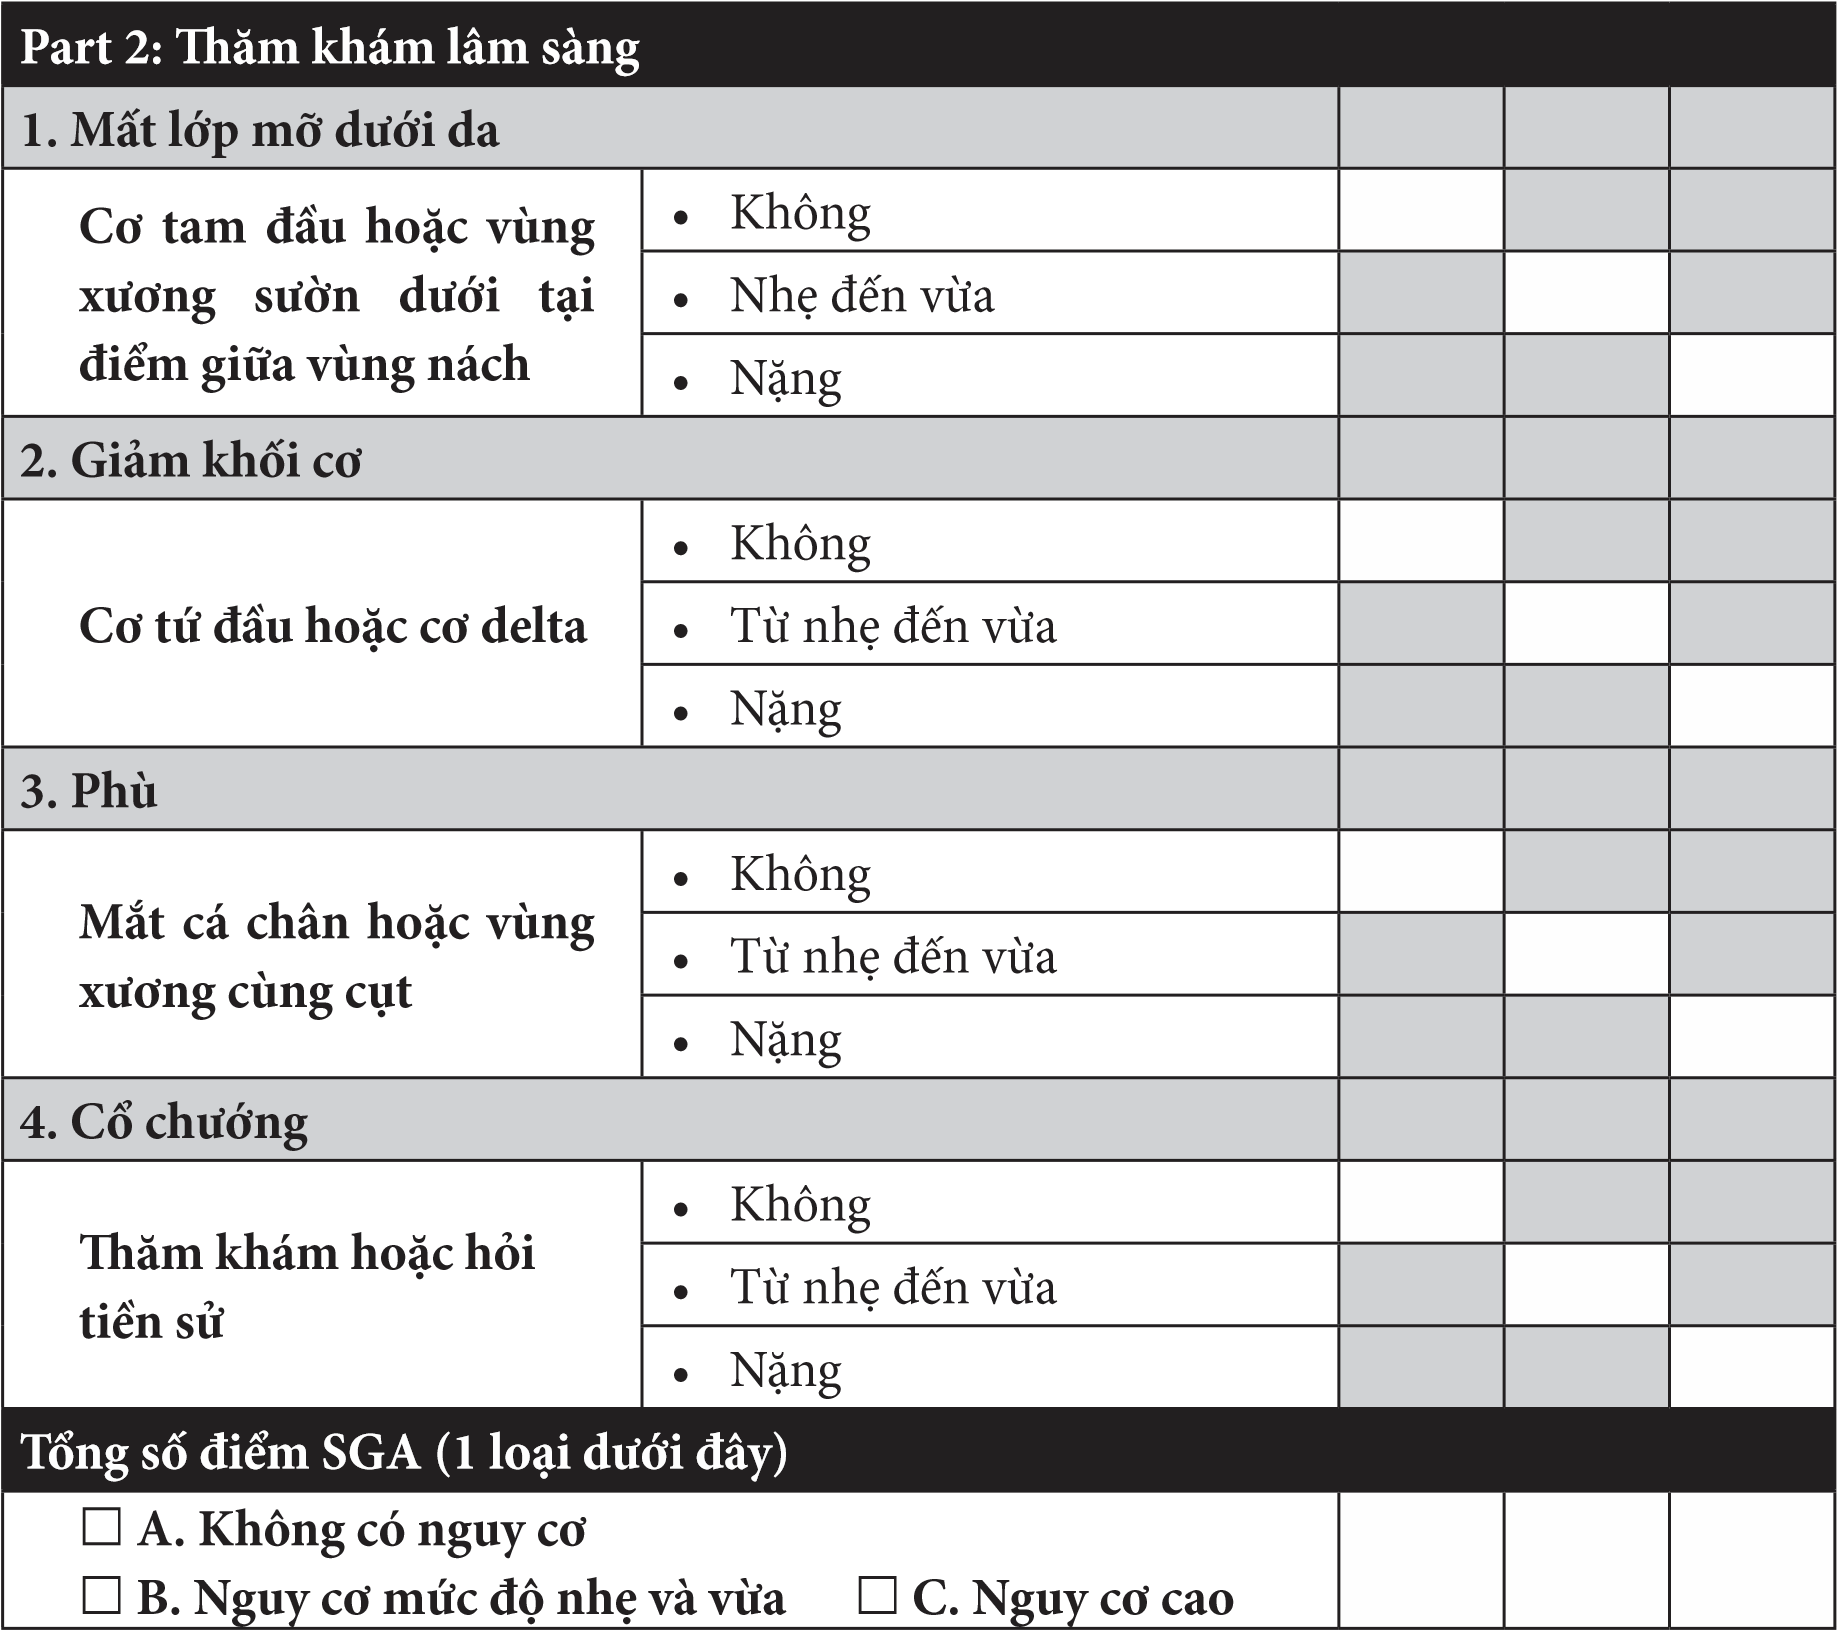 Part 2: Thăm khám lâm sàng
1. Mất lớp mỡ dưới da
Cơ tam đầu hoặc vùng
xương sườn dưới tại
điểm giữa vùng nách
• Không
• Nhẹ đến vừa
• Nặng
2. Giảm khối cơ
Cơ tứ đầu hoặc cơ delta
• Không
• Từ nhẹ đến vừa
• Nặng
3. Phù
Mắt cá chân hoặc vùng
xương cùng cụt
• Không
• Từ nhẹ đến vừa
• Nặng
4. Cổ chướng
Thăm khám hoặc hỏi
tiền sử
• Không
• Từ nhẹ đến vừa
• Nặng
Tổng số điểm SGA (1 loại dưới đây)
☐ A. Không có nguy cơ
☐ B. Nguy cơ mức độ nhẹ và vừa ☐ C. Nguy cơ cao